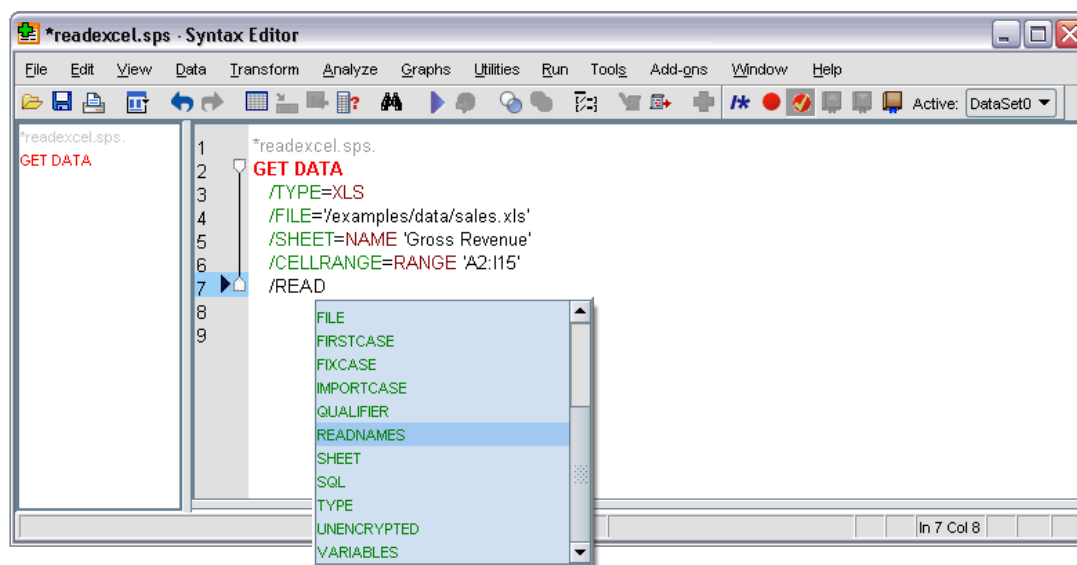 *readexcel.sps - Syntax Editor
File Edit View Data Transform Analyze Graphs Utilities Run Tools Add-ons Window Help
Active: DataSet0
*readexcel.sps.
GET DATA
1 *readexcel.sps.
2 GET DATA
3 /TYPE=XLS
4 /FILE='/examples/data/sales.xls'
5 /SHEET=NAME 'Gross Revenue'
6 /CELLRANGE=RANGE 'A2:I15'
7 /READ
8
9
FILE
FIRSTCASE
FIXCASE
IMPORTCASE
QUALIFIER
READNAMES
SHEET
SQL
TYPE
UNENCRYPTED
VARIABLES
In 7 Col 8